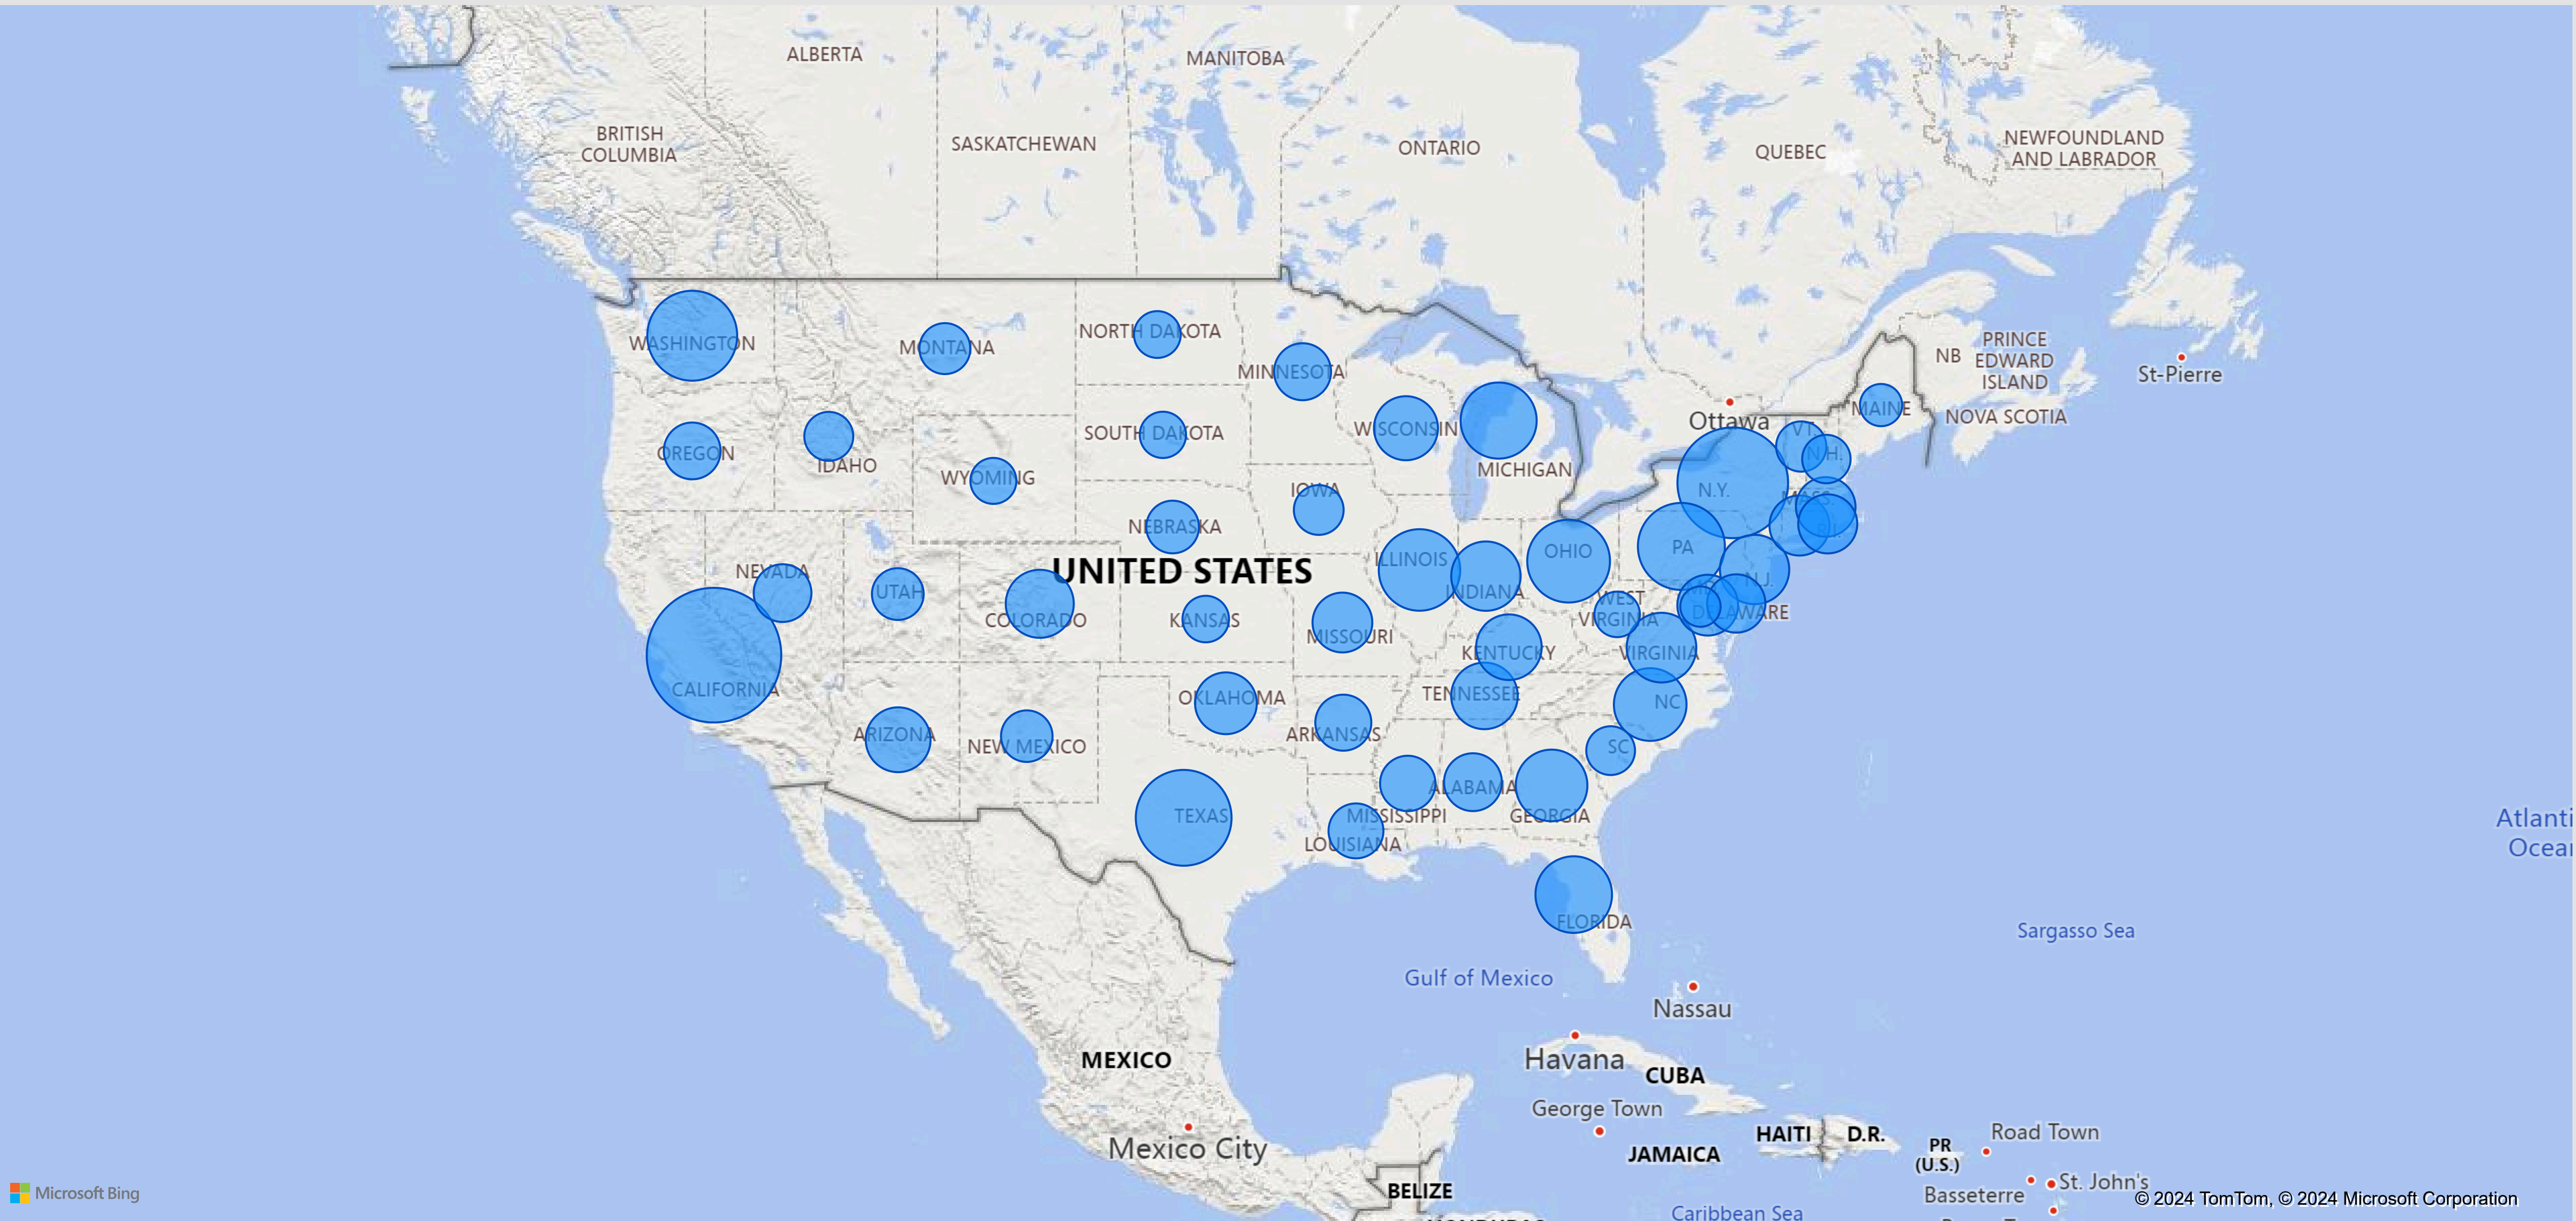 ALBERTA
MANITOBA
BRITISH
COLUMBIA
SASKATCHEWAN
ONTARIO
QUEBEC
NEWFOUNDLAND
AND LABRADOR
WASHINGTON
MONTANA
NORTH DAKOTA
MINNESOTA
NB
PRINCE
EDWARD
ISLAND
St-Pierre
Ottawa
MAINE
NOVA SCOTIA
OREGON
IDAHO
SOUTH DAKOTA
WISCONSIN
MICHIGAN
VT.
N.H.
WYOMING
IOWA
N.Y.
MASS.
R.I.
NEBRASKA
UNITED STATES
NEVADA
UTAH
COLORADO
KANSAS
ILLINOIS
INDIANA
OHIO
PA
N.J.
WEST
VIRGINIA
DELAWARE
MISSOURI
KENTUCKY
VIRGINIA
CALIFORNIA
OKLAHOMA
TENNESSEE
NC
ARIZONA
NEW MEXICO
ARKANSAS
SC
TEXAS
ALABAMA
MISSISSIPPI
GEORGIA
LOUISIANA
Atlanti
Ocea
FLORIDA
Sargasso Sea
Gulf of Mexico
Nassau
Havana
CUBA
MEXICO
George Town
Mexico City
JAMAICA
HAITI
D.R.
PR
(U.S.)
Road Town
BELIZE
Basseterre
St. John's
Caribbean Sea
Microsoft Bing
© 2024 TomTom, © 2024 Microsoft Corporation